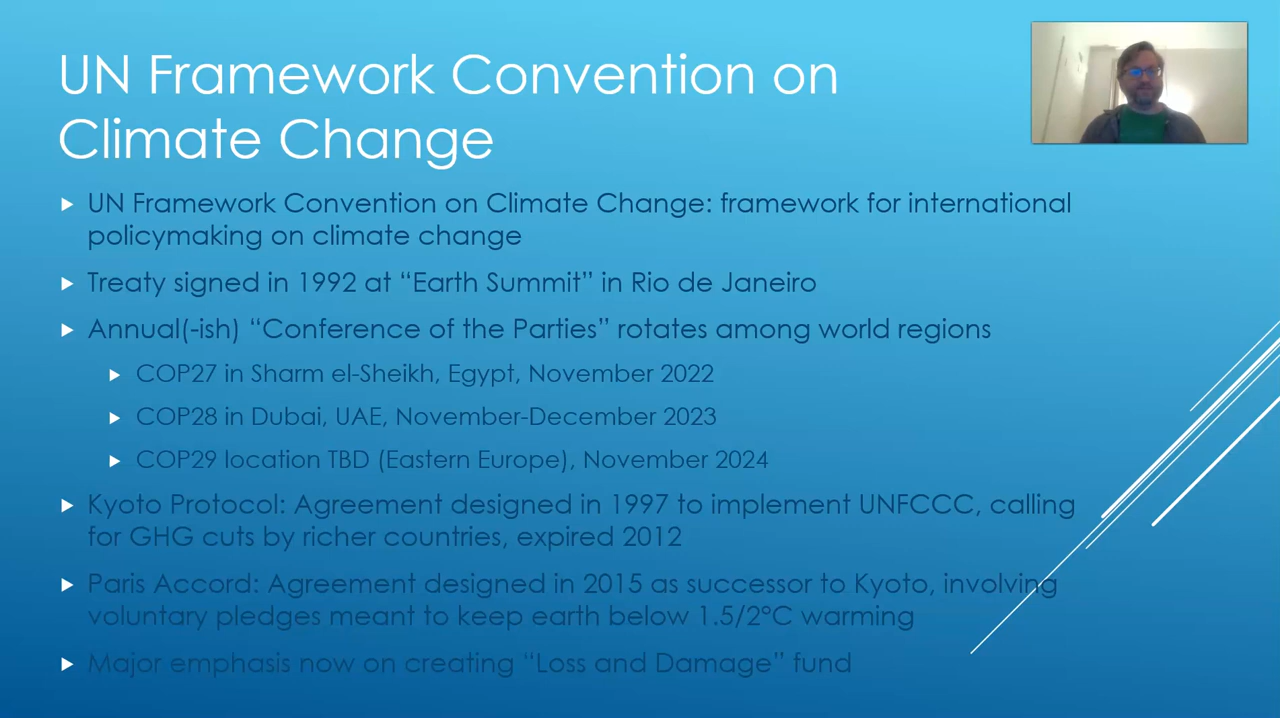 UN Framework Convention on
Climate Change
UN Framework Convention on Climate Change: framework for international
policymaking on climate change
Treaty signed in 1992 at “Earth Summit” in Rio de Janeiro
Annual(-ish) “Conference of the Parties” rotates among world regions
COP27 in Sharm el-Sheikh, Egypt, November 2022
COP28 in Dubai, UAE, November-December 2023
COP29 location TBD (Eastern Europe), November 2024
Kyoto Protocol: Agreement designed in 1997 to implement UNFCCC, calling
for GHG cuts by richer countries, expired 2012
Paris Accord: Agreement designed in 2015 as successor to Kyoto, involving
voluntary pledges meant to keep earth below 1.5/2°C warming
Major emphasis now on creating “Loss and Damage” fund